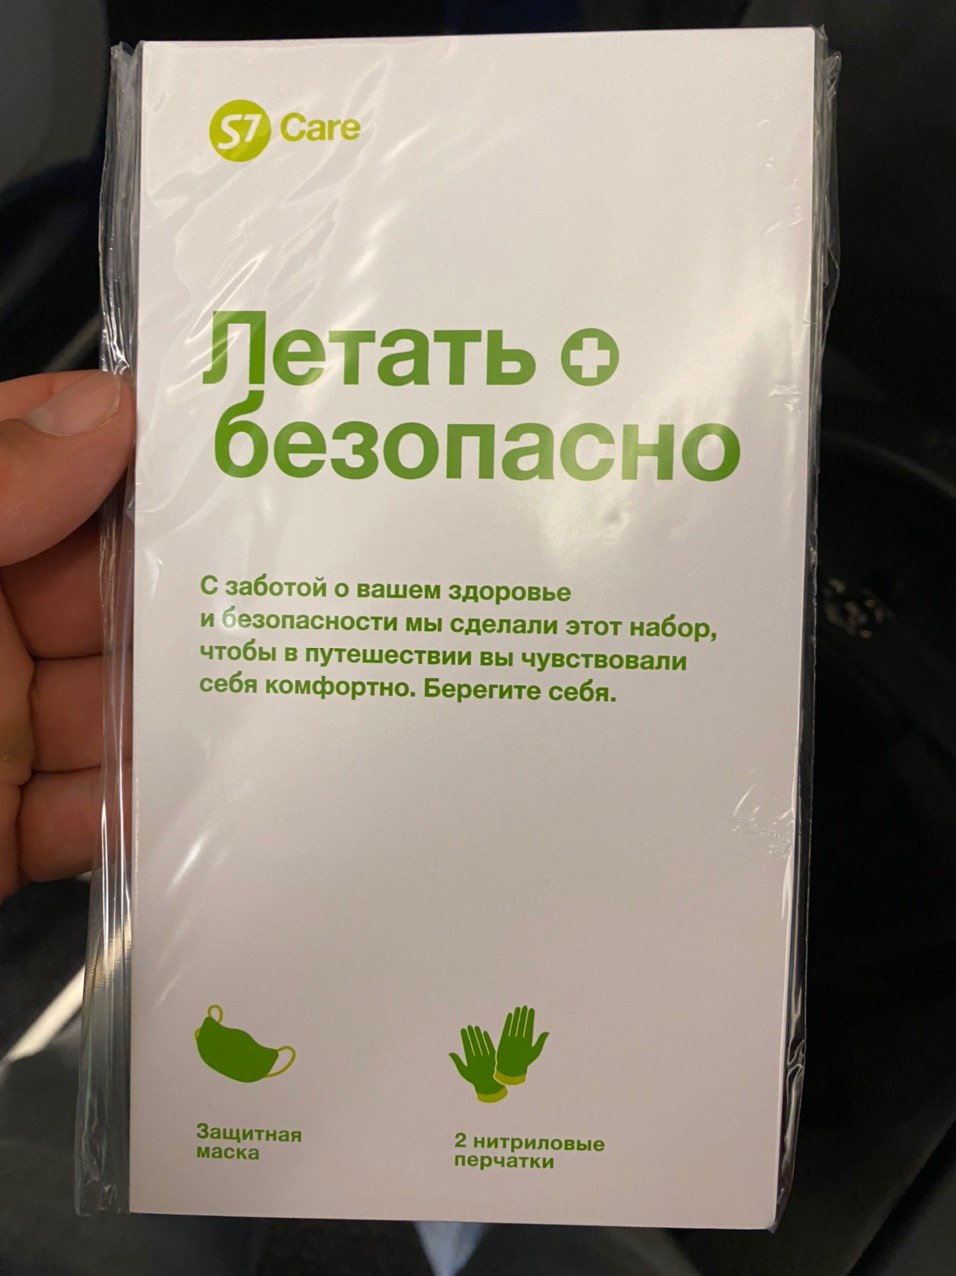 S7 Care
Летать
безопасно
С заботой о вашем здоровье
и безопасности мы сделали этот набор,
чтобы в путешествии вы чувствовали
себя комфортно. Берегите себя.
Защитная
маска
2 нитриловые
перчатки